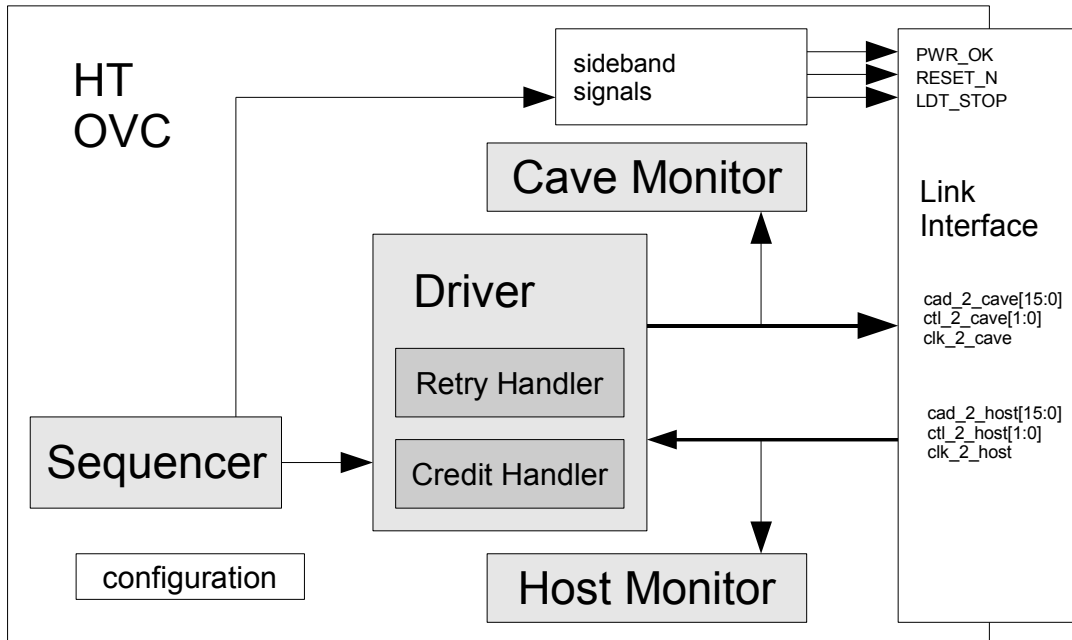 HT
OVC
sideband
signals
PWR_OK
RESET_N
LDT_STOP
Cave Monitor
Link
Interface
Driver
cad_2_cave[15:0]
ctl_2_cave[1:0]
clk_2_cave
Retry Handler
cad_2_host[15:0]
ctl_2_host[1:0]
clk_2_host
Sequencer
Credit Handler
configuration
Host Monitor